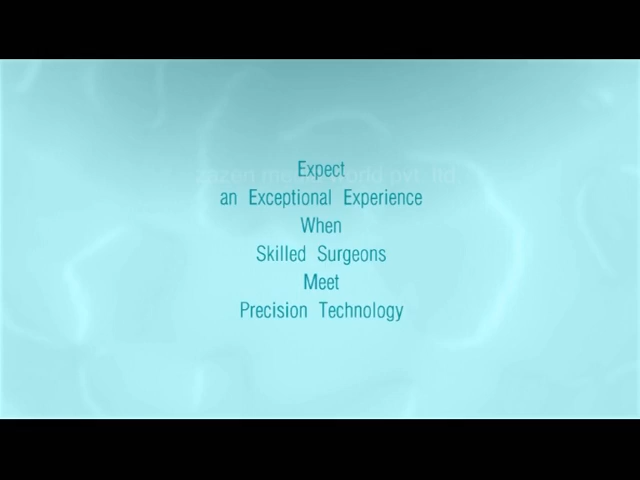 Expect
an Exceptional Experience
When
Skilled Surgeons
Meet
Precision Technology